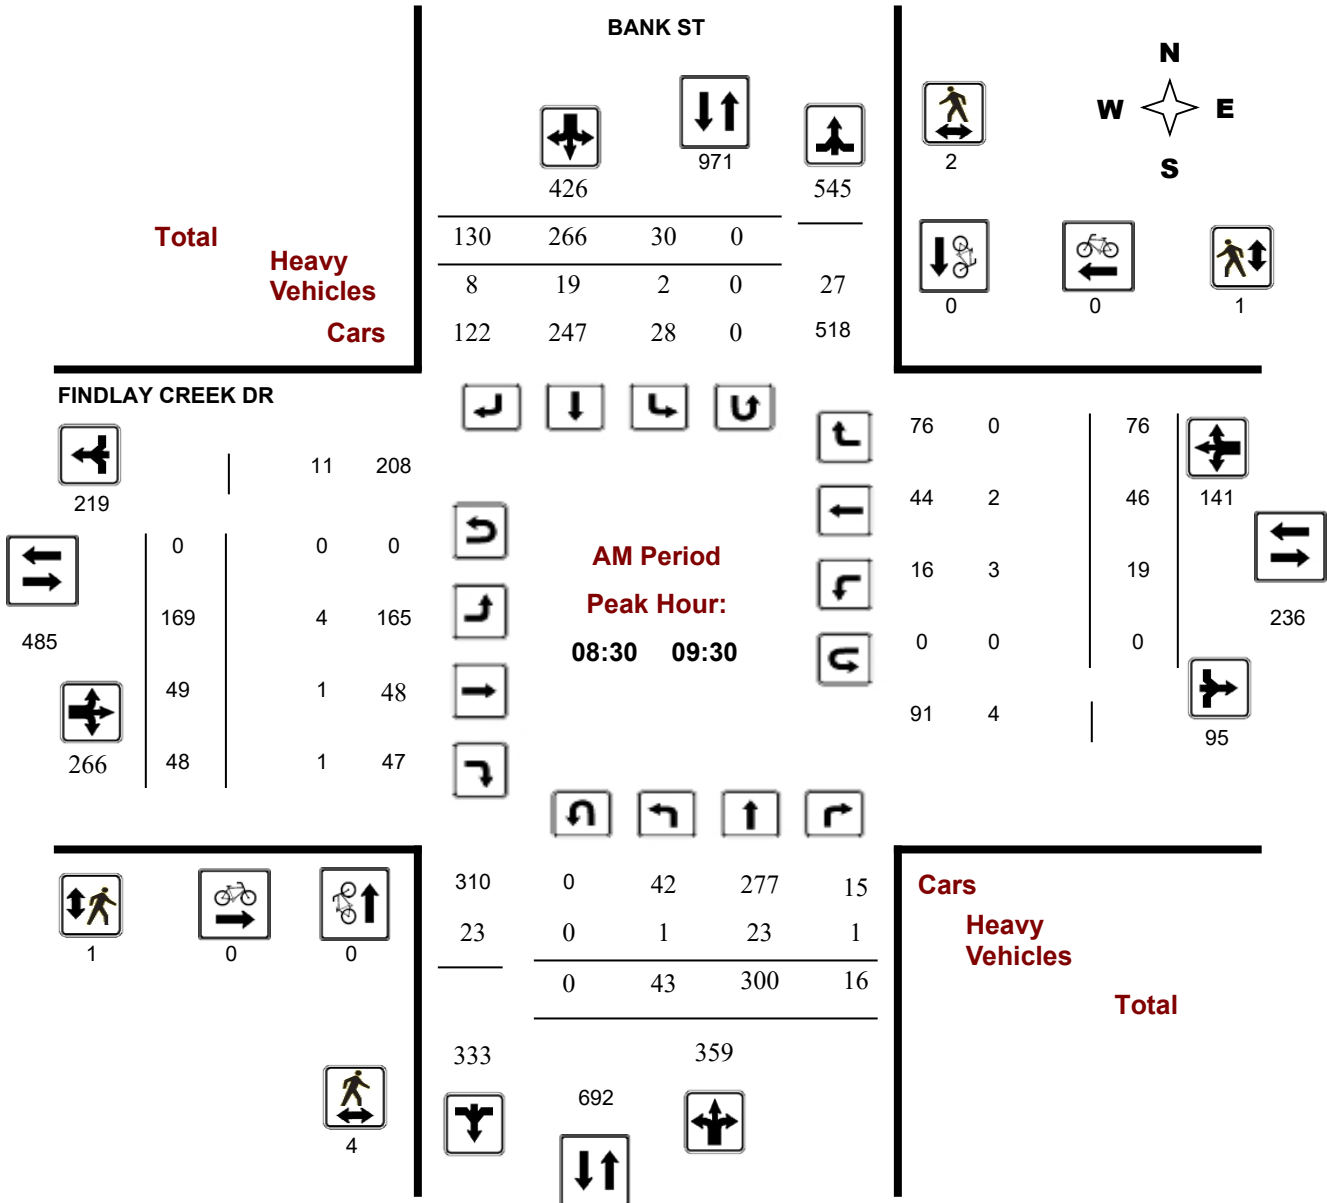 BANK ST
N
W E
S
971
2
426
545
130 266 30 0
Total
Heavy
Vehicles
Cars
8 19 2 0 27
122 247 28 0 518
0 0 1
FINDLAY CREEK DR
76 0 76
11 208
219
44 2 46 141
0 0 0
AM Period
16 3 19
Peak Hour:
169 4 165
236
485
08:30 09:30
0 0 0
49 1 48
91 4
95
266 48 1 47
310 0 42 277 15
Cars
23 0 1 23 1
Heavy
Vehicles
1 0 0
0 43 300 16
Total
333 359
692
4